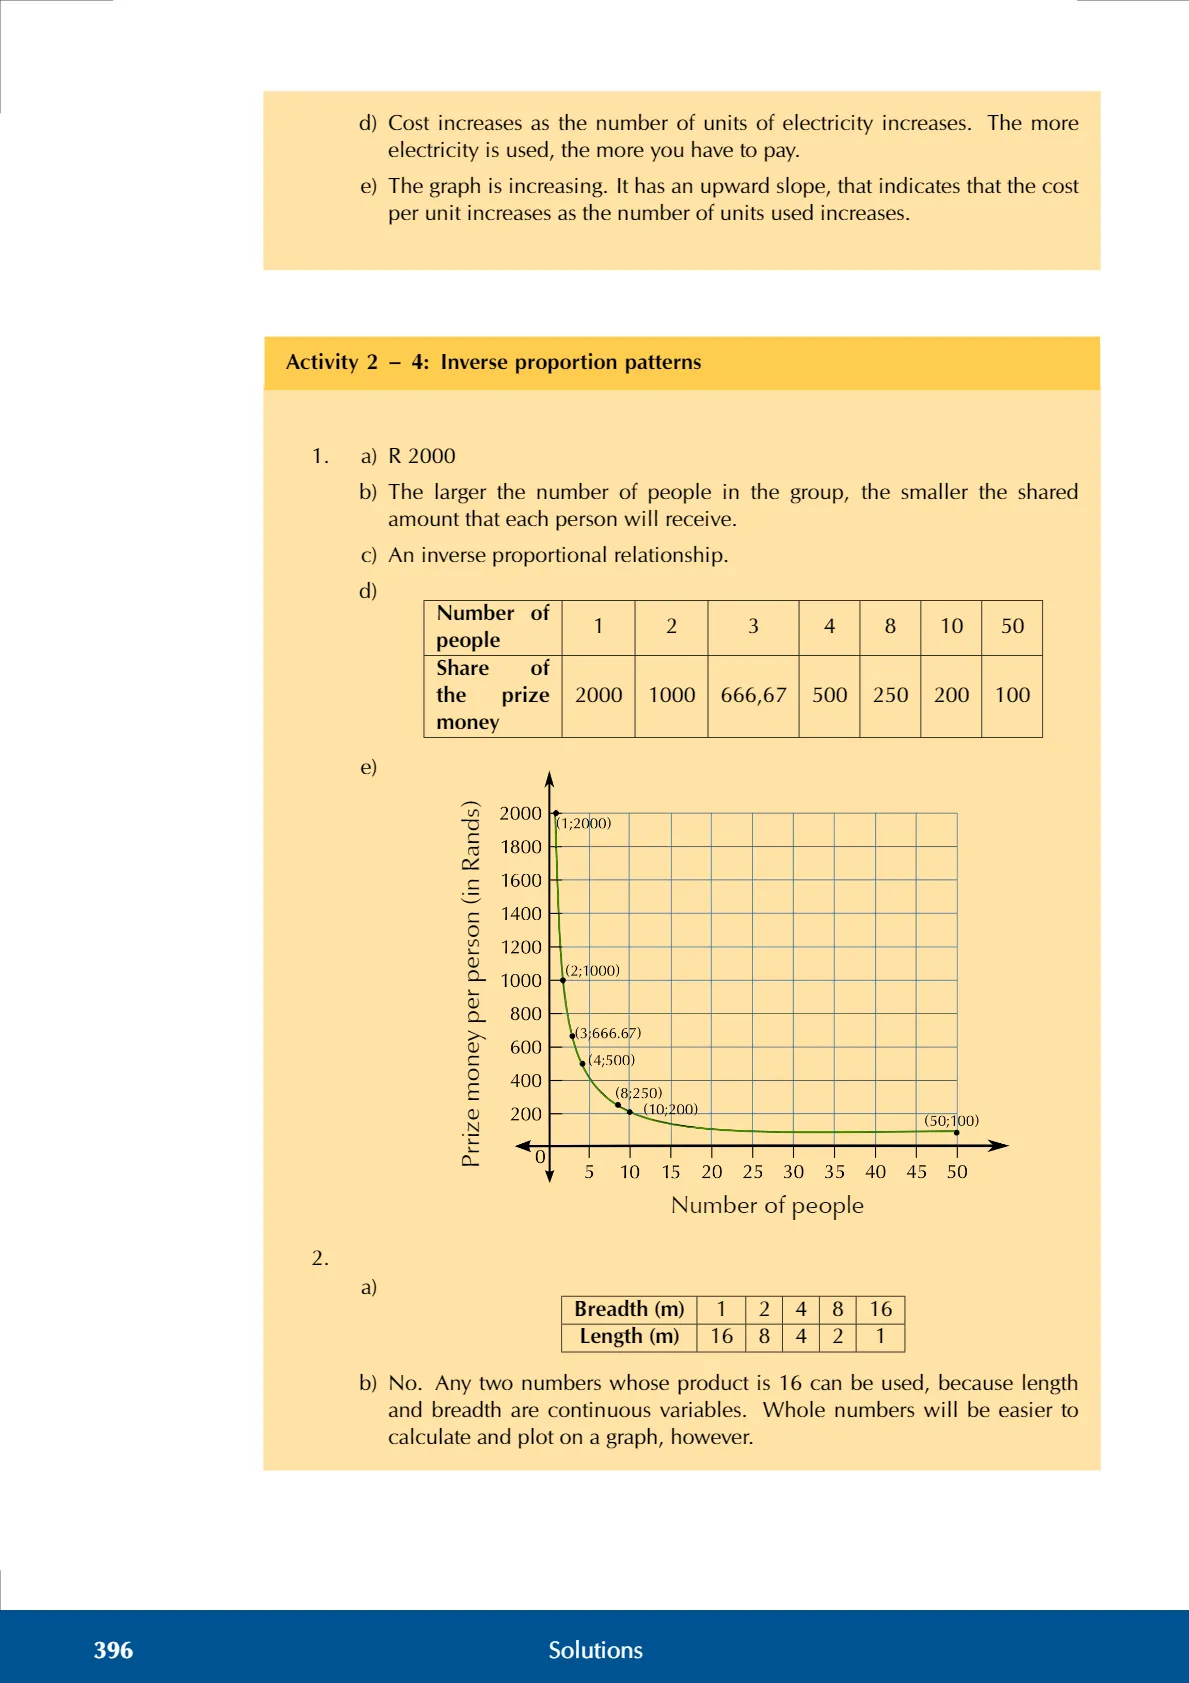 d) Cost increases as the number of units of electricity increases. The more
electricity is used, the more you have to pay.
e) The graph is increasing. It has an upward slope, that indicates that the cost
per unit increases as the number of units used increases.
Activity 2 – 4: Inverse proportion patterns
1. a) R 2000
b) The larger the number of people in the group, the smaller the shared
amount that each person will receive.
c) An inverse proportional relationship.
d)
Number of
people
1 2 3 4 8 10 50
Share of
the prize
money
2000 1000 666,67 500 250 200 100
e)
Prrize money per person (in Rands)
2000
1800
1600
1400
1200
1000
800
600
400
200
0
(1;2000)
(2;1000)
(3;666.67)
(4;500)
(8;250)
(10;200)
(50;100)
5 10 15 20 25 30 35 40 45 50
Number of people
2.
a)
Breadth (m) 1 2 4 8 16
Length (m) 16 8 4 2 1
b) No. Any two numbers whose product is 16 can be used, because length
and breadth are continuous variables. Whole numbers will be easier to
calculate and plot on a graph, however.
396 Solutions